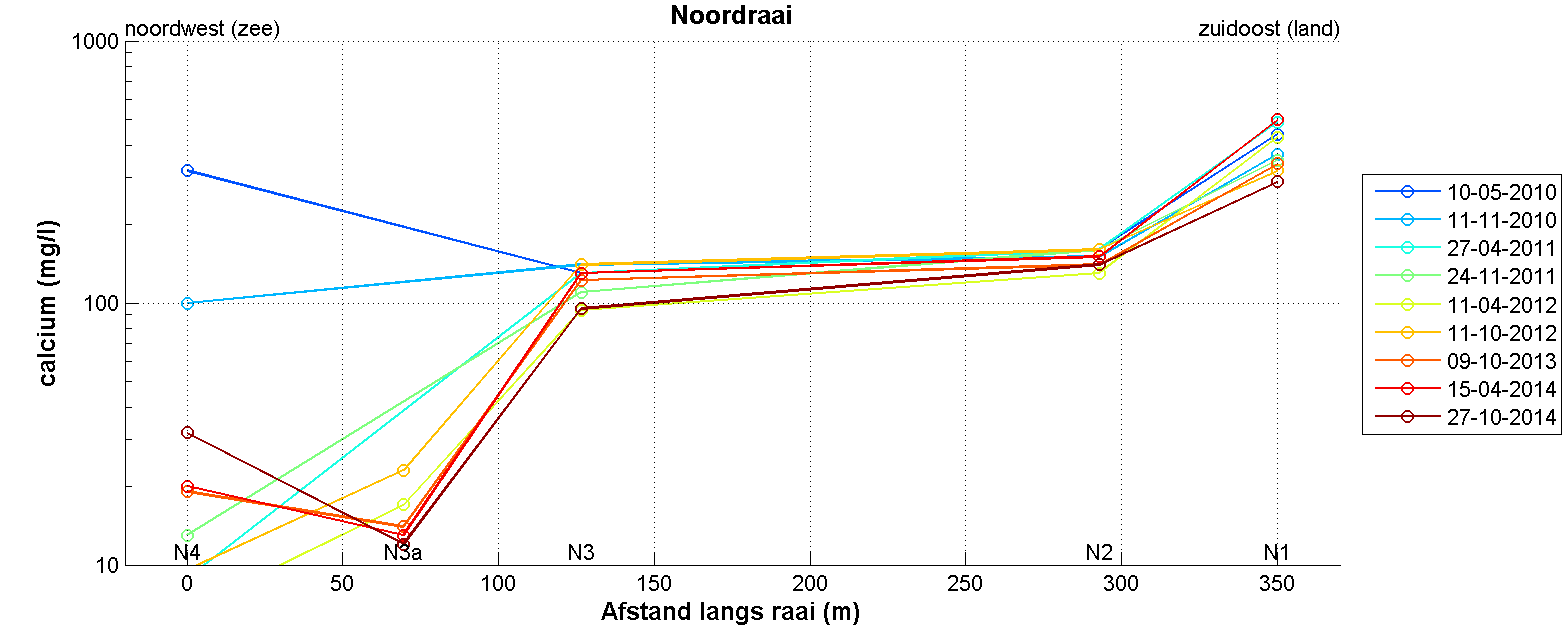 Noordraai
noordwest (zee)
zuidoost (land)
1000
100
10
calcium (mg/l)
N4
N3a
N3
N2
N1
0
50
100
150
200
250
300
350
Afstand langs raai (m)
10-05-2010
11-11-2010
27-04-2011
24-11-2011
11-04-2012
11-10-2012
09-10-2013
15-04-2014
27-10-2014